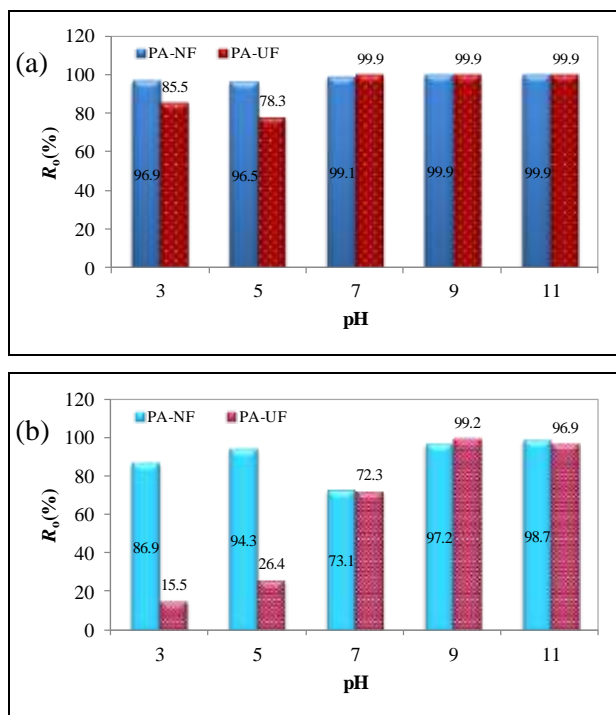 (a)
PA-NF PA-UF
Ro(%)
120
100
80
60
40
20
0
96.9 85.5 96.5 78.3 99.1 99.9 99.9 99.9 99.9 99.9
3 5 7 9 11
pH
(b)
PA-NF PA-UF
Ro(%)
120
100
80
60
40
20
0
86.9 15.5 94.3 26.4 73.1 72.3 97.2 99.2 98.7 96.9
3 5 7 9 11
pH